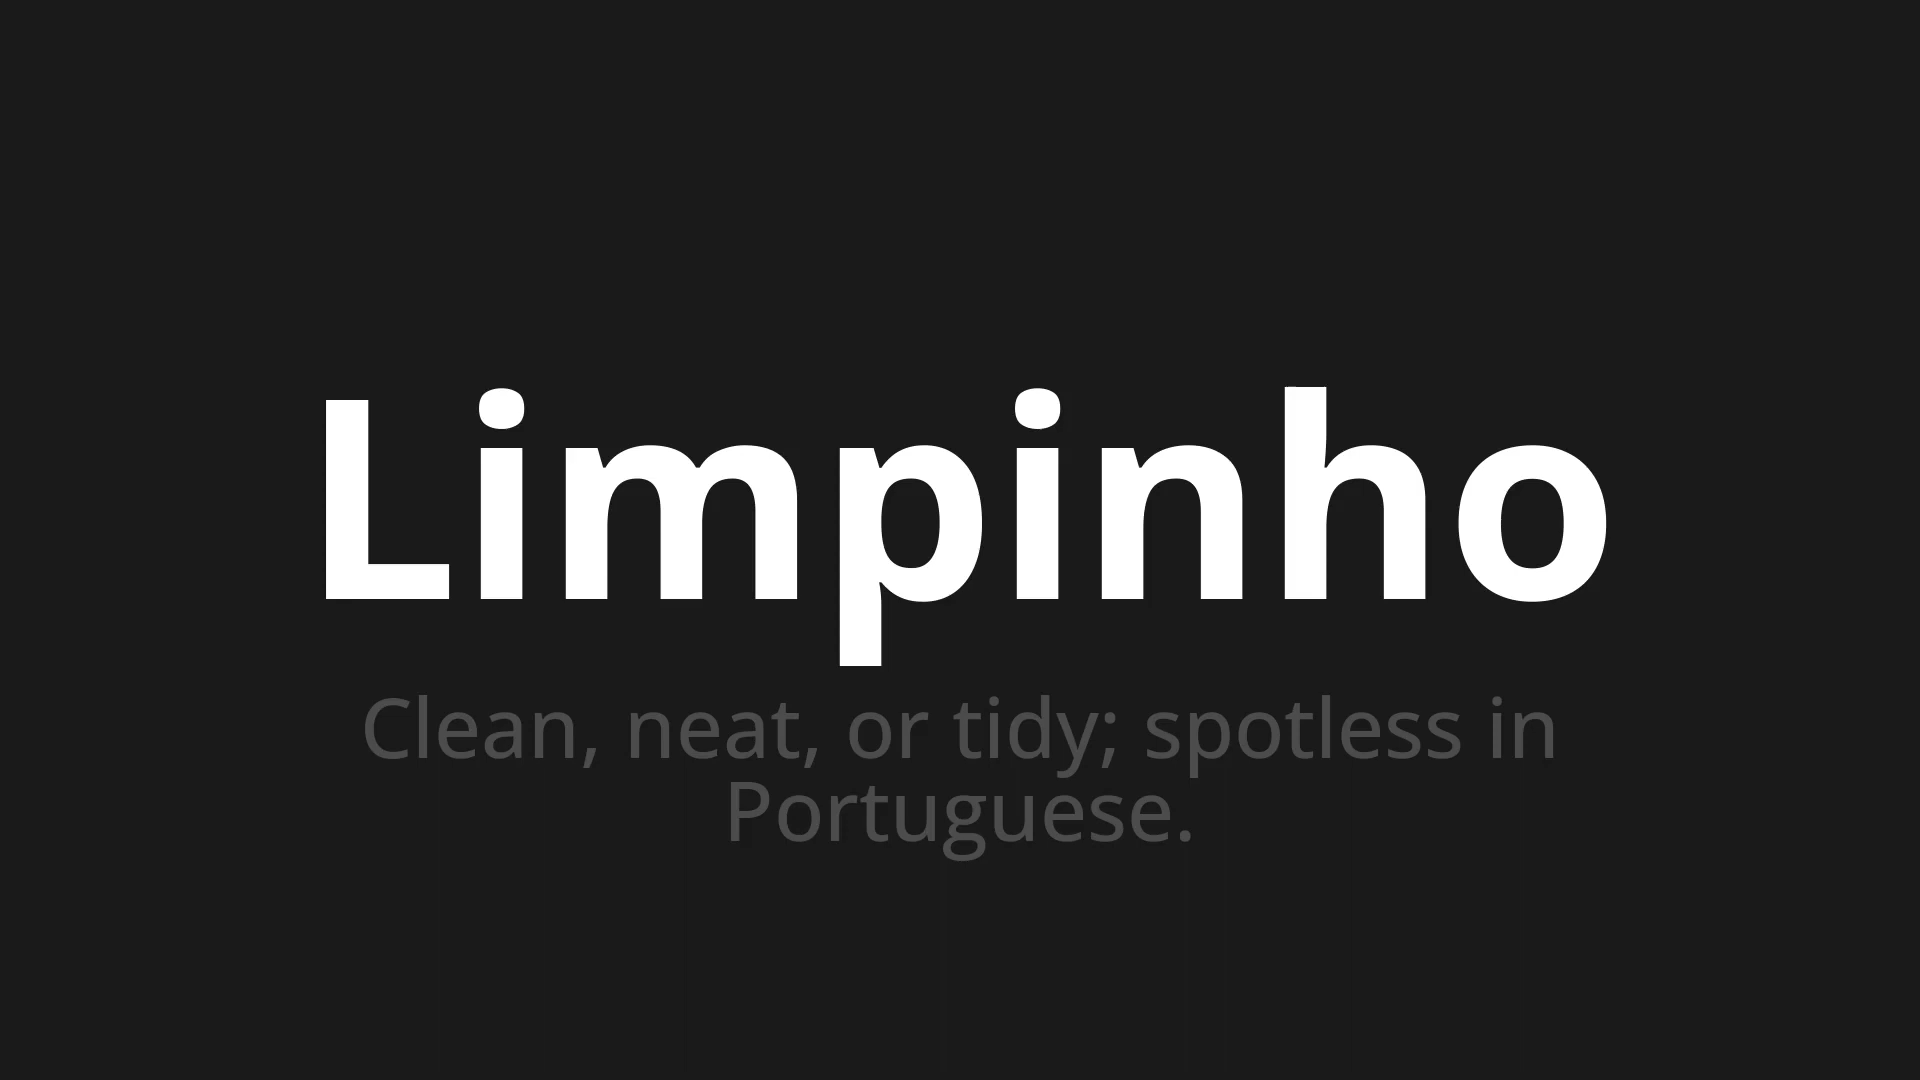 Limpinho
Clean, neat, or tidy; spotless in
Portuguese.